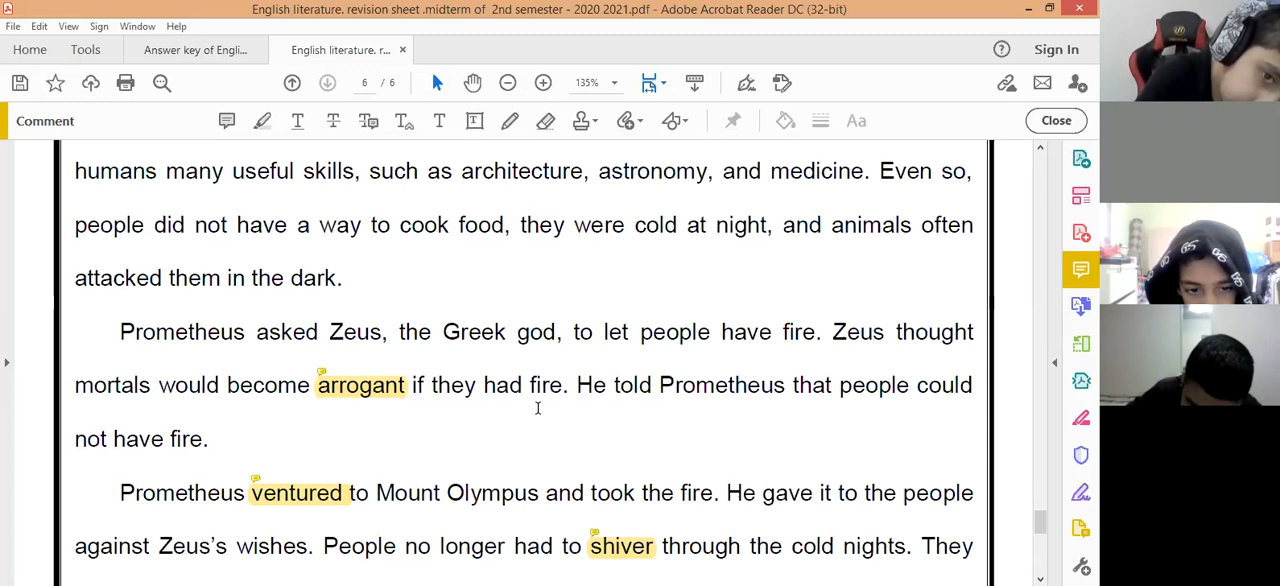 English literature. revision sheet .midterm of 2nd semester - 2020 2021.pdf - Adobe Acrobat Reader DC (32-bit)
File Edit View Sign Window Help
Home Tools Answer key of Engli... English literature. r... × Sign In
6 / 6 135%
Comment Aa Close
humans many useful skills, such as architecture, astronomy, and medicine. Even so,
people did not have a way to cook food, they were cold at night, and animals often
attacked them in the dark.
Prometheus asked Zeus, the Greek god, to let people have fire. Zeus thought
mortals would become arrogant if they had fire. He told Prometheus that people could
not have fire.
Prometheus ventured to Mount Olympus and took the fire. He gave it to the people
against Zeus's wishes. People no longer had to shiver through the cold nights. They